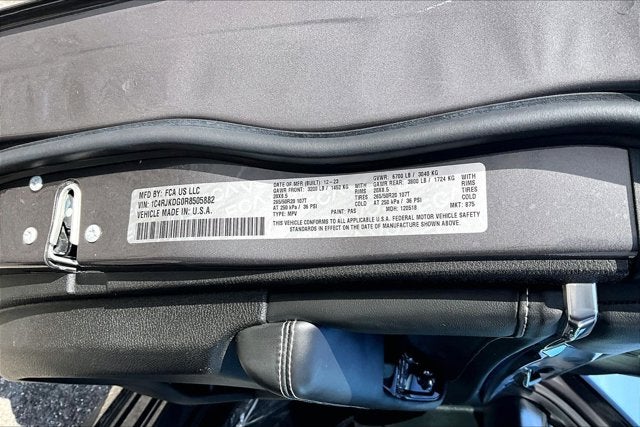 MFD BY: FCA US LLC
VIN: 1C4RJKDG0R8505882
VEHICLE MADE IN: U.S.A.
DATE OF MFR (BUILT): 12-23 GVWR: 6700 LB / 3040 KG
GAWR FRONT: 3200 LB / 1452 KG WITH GAWR REAR: 3800 LB / 1724 KG WITH
20X8.5 RIMS 20X8.5 RIMS
265/50R20 107T TIRES 265/50R20 107T TIRES
AT 250 kPa / 36 PSI COLD AT 250 kPa / 36 PSI COLD
TYPE: MPV PAINT: PAS MDH: 120518 MKT: 875
THIS VEHICLE CONFORMS TO ALL APPLICABLE U.S.A. FEDERAL MOTOR VEHICLE SAFETY
STANDARDS IN EFFECT ON THE DATE OF MANUFACTURE SHOWN ABOVE.